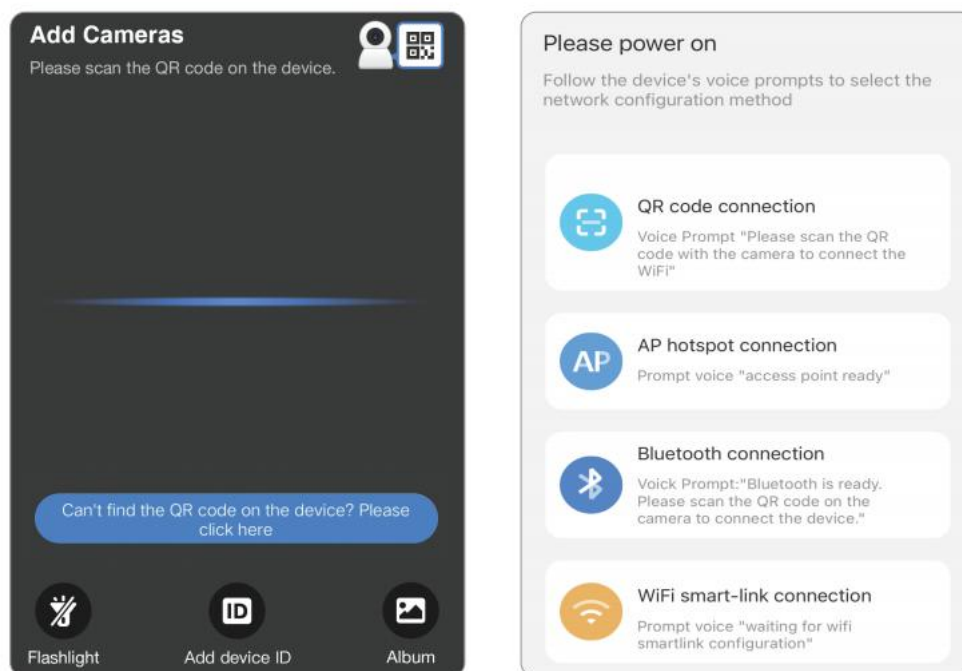 Add Cameras
Please scan the QR code on the device.
Can't find the QR code on the device? Please
click here
ID
Flashlight
Add device ID
Album
Please power on
Follow the device's voice prompts to select the
network configuration method
QR code connection
Voice Prompt "Please scan the QR
code with the camera to connect the
WiFi"
AP
AP hotspot connection
Prompt voice "access point ready"
Bluetooth connection
Voick Prompt:"Bluetooth is ready.
Please scan the QR code on the
camera to connect the device."
WiFi smart-link connection
Prompt voice "waiting for wifi
smartlink configuration"